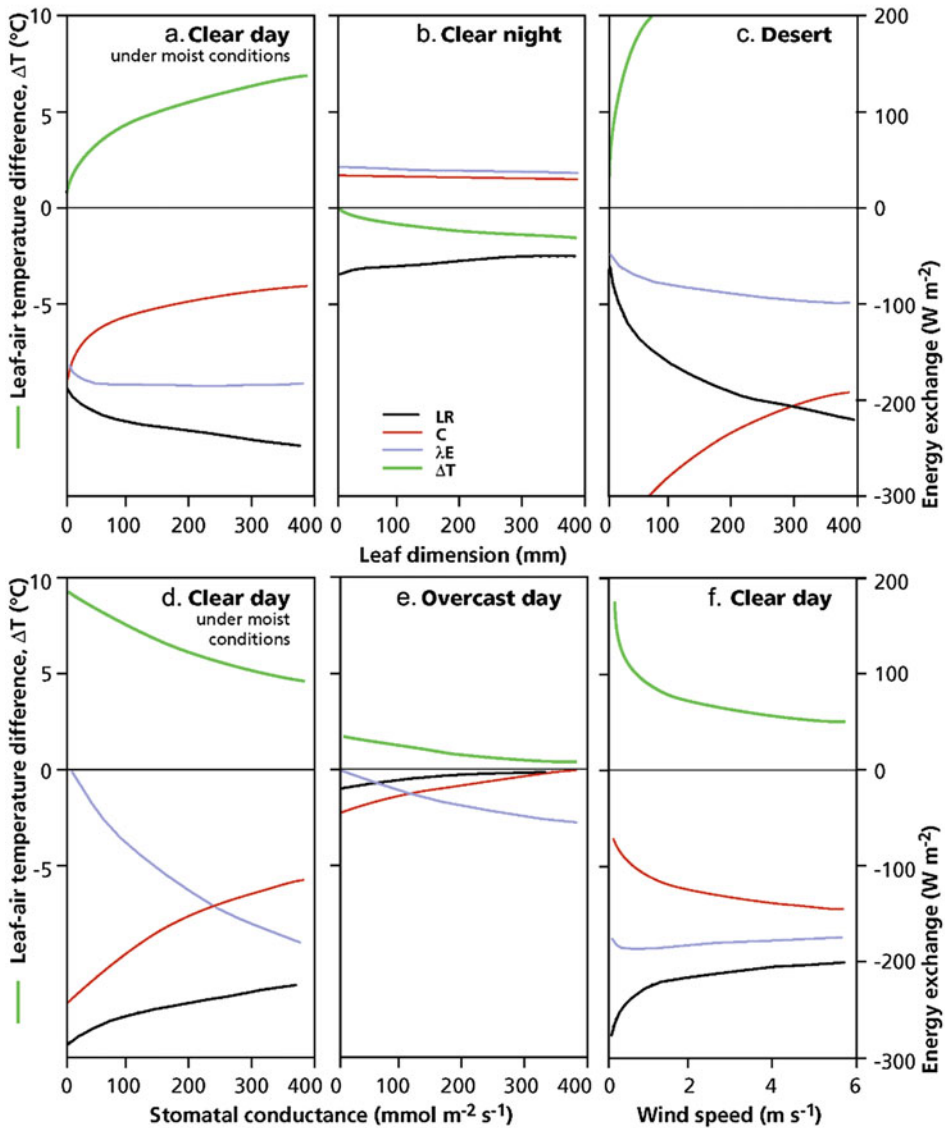 a. Clear day
under moist conditions
b. Clear night
c. Desert
Leaf-air temperature difference, ΔT (°C)
10
5
0
-5
200
100
0
-100
-200
-300
Energy exchange (W m-2)
LR
C
λE
ΔT
0 100 200 300 400
0 100 200 300 400
0 100 200 300 400
Leaf dimension (mm)
d. Clear day
under moist
conditions
e. Overcast day
f. Clear day
Leaf-air temperature difference, ΔT (°C)
10
5
0
-5
200
100
0
-100
-200
-300
Energy exchange (W m-2)
0 100 200 300 400
0 100 200 300 400
0 2 4 6
Stomatal conductance (mmol m-2 s-1)
Wind speed (m s-1)